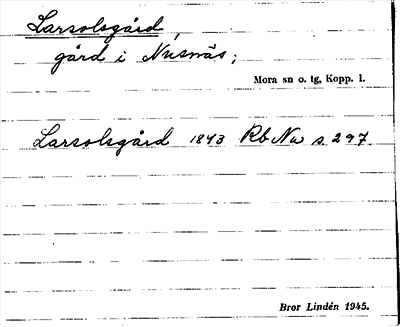 Larsolsgård,
gård i Nusnäs;
Mora sn o. tg, Kopp. l.
Larsolsgård 1843 Rb Nu s. 297.
Bror Lindén 1945.